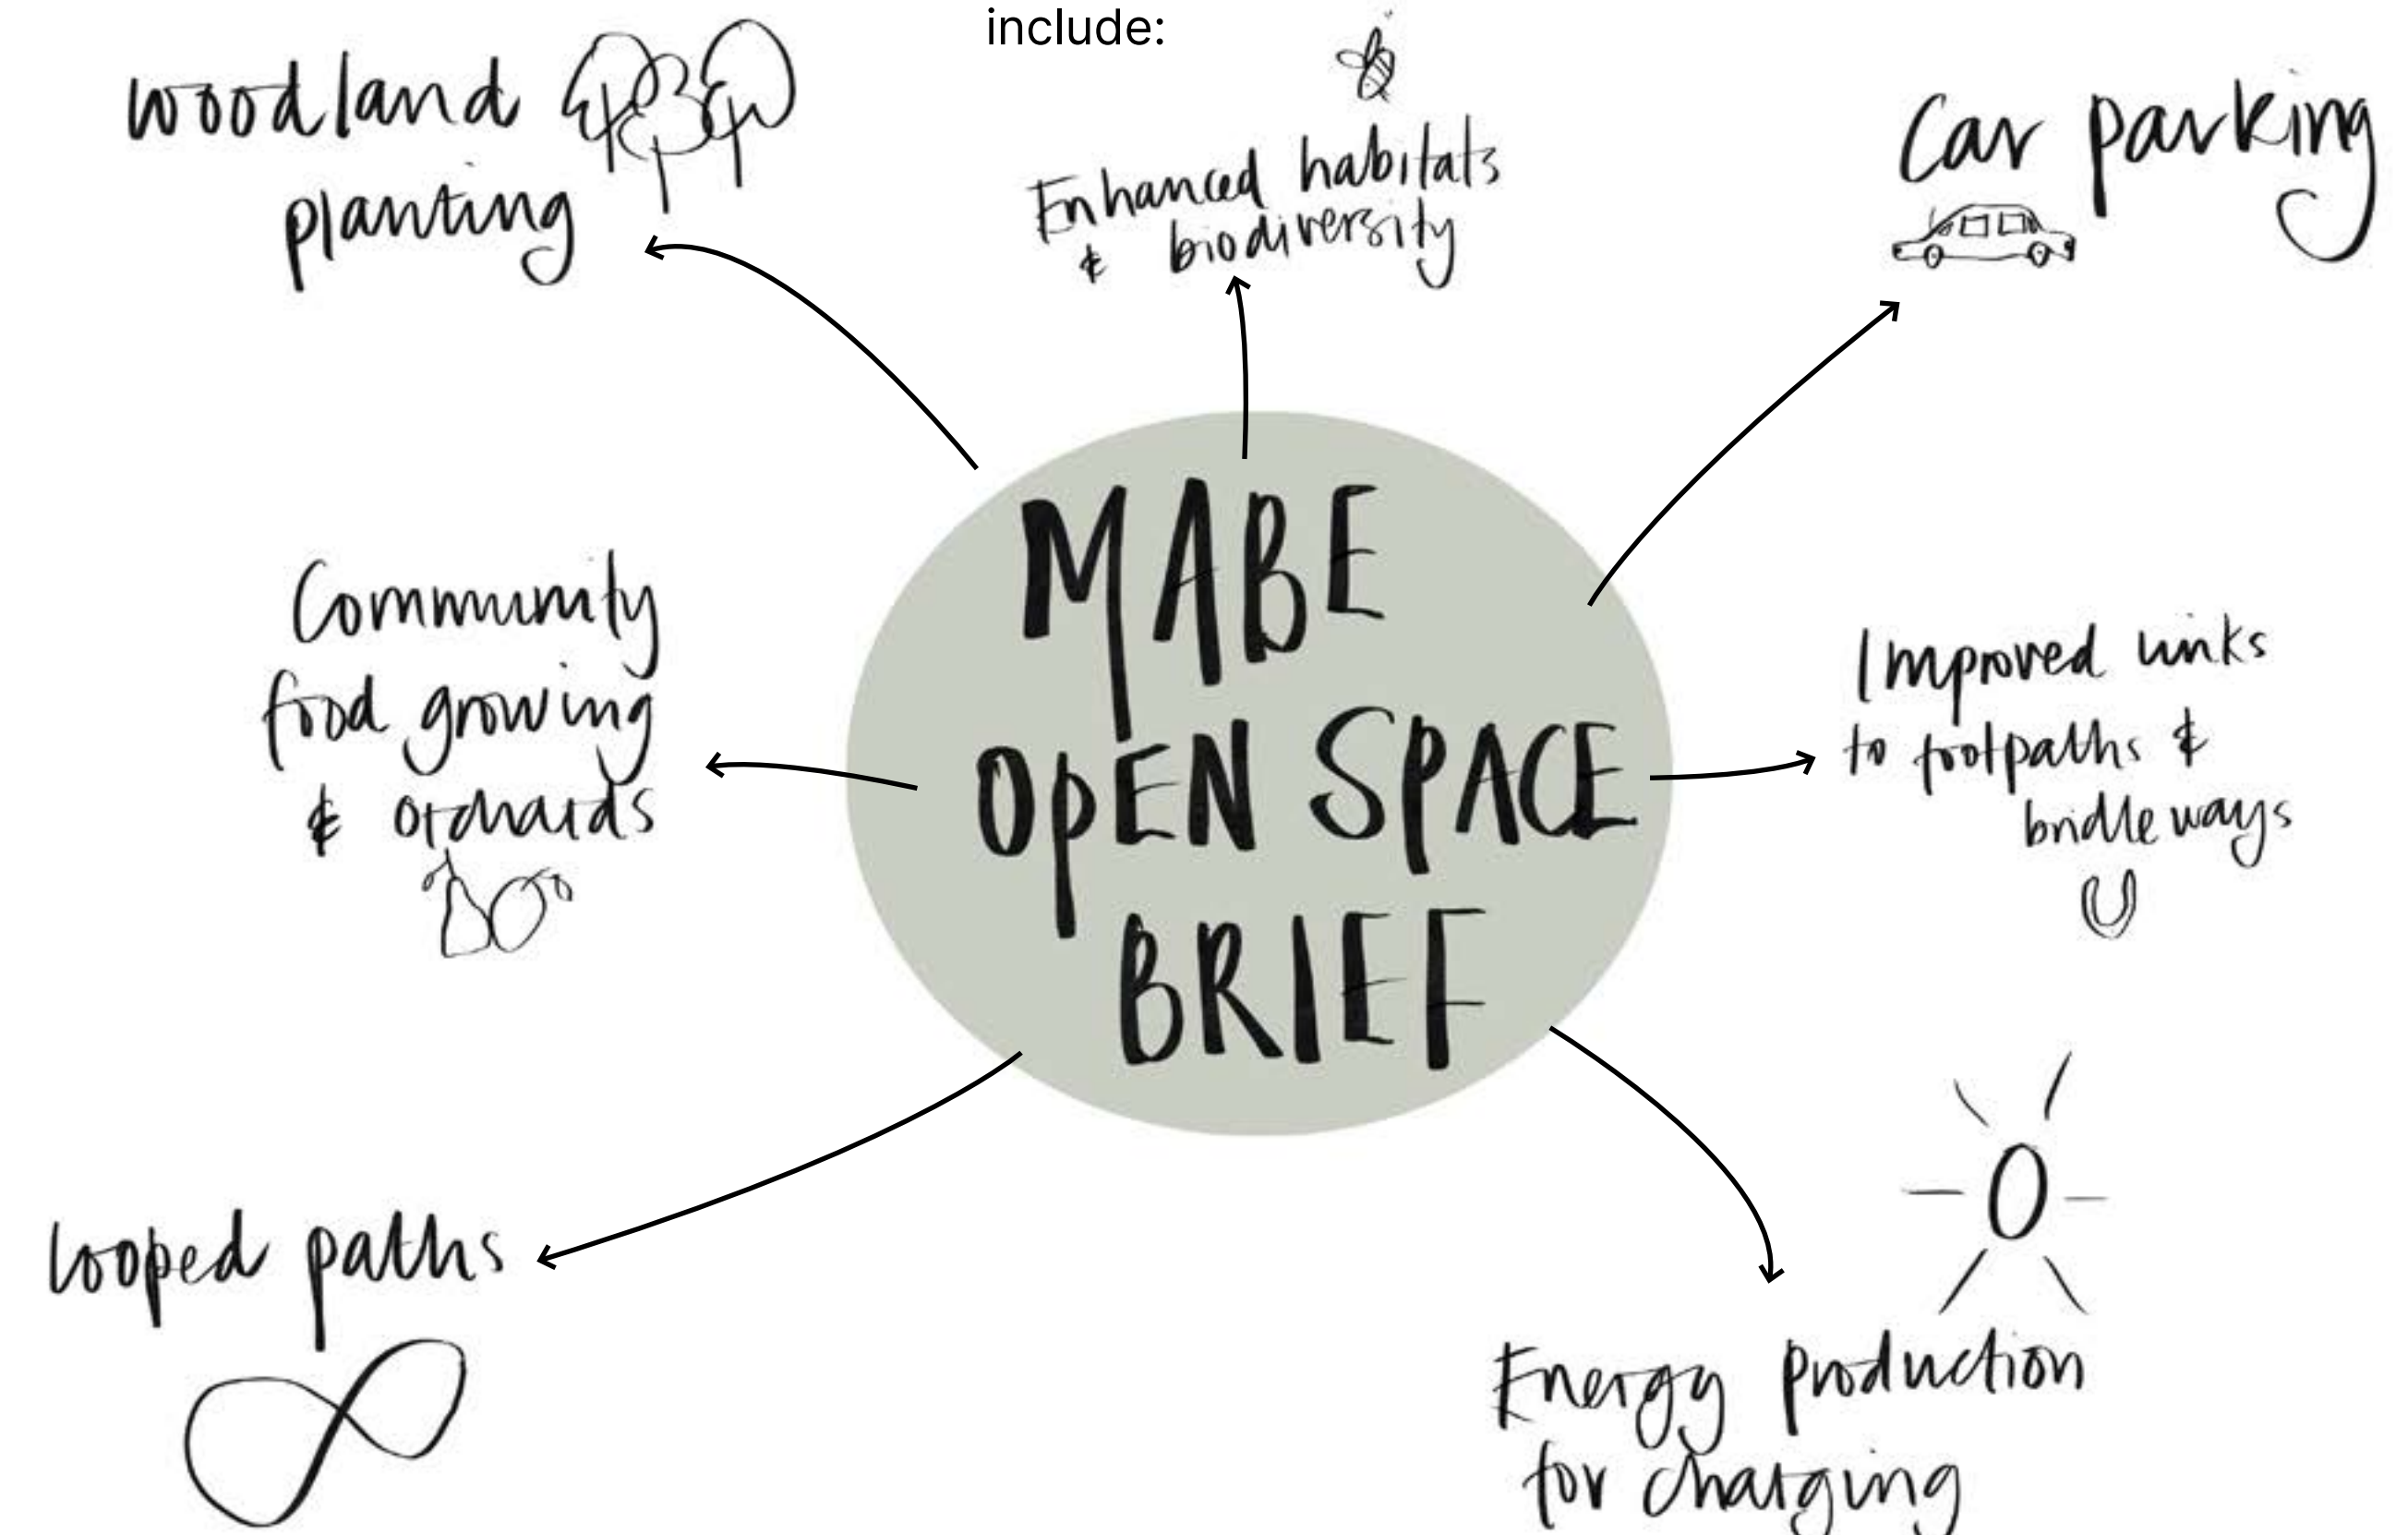 include:
woodland
planting
Enhanced habitats
& biodiversity
Car parking
Community
food growing
& orchards
MABE
OPEN SPACE
BRIEF
Improved links
to footpaths &
bridleways
looped paths
Energy production
for charging